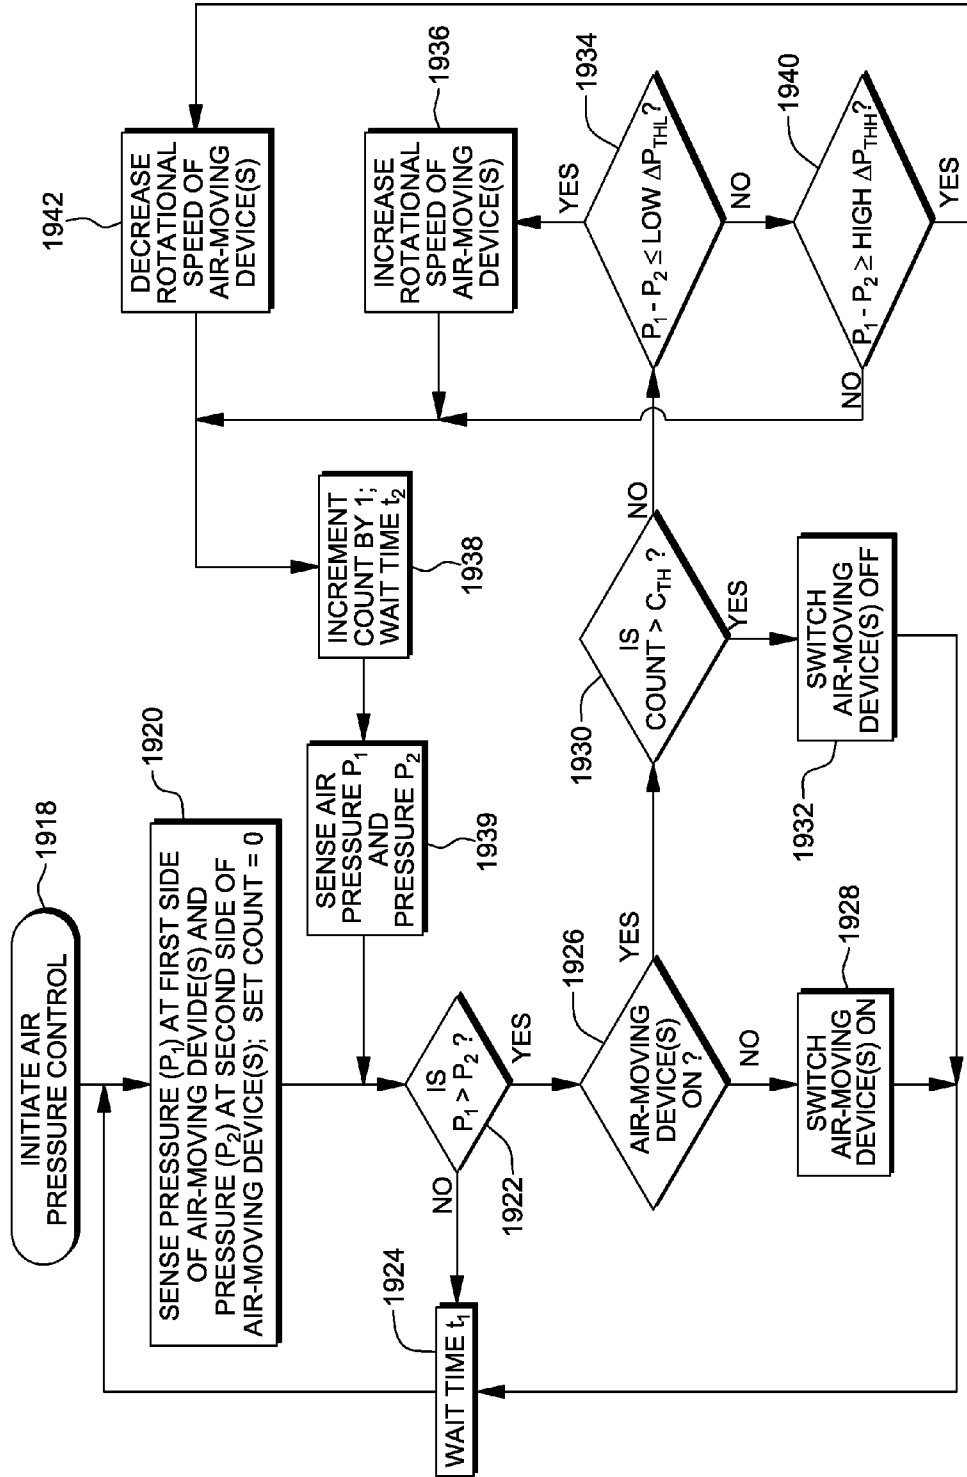 INITIATE AIR
PRESSURE CONTROL
1918
SENSE PRESSURE (P1) AT FIRST SIDE
OF AIR-MOVING DEVIDE(S) AND
PRESSURE (P2) AT SECOND SIDE OF
AIR-MOVING DEVICE(S); SET COUNT = 0
1920
IS
P1 > P2 ?
1922
NO
YES
WAIT TIME t1
1924
AIR-MOVING
DEVICE(S)
ON ?
1926
YES
NO
SWITCH
AIR-MOVING
DEVICE(S) ON
1928
IS
COUNT > CTH ?
1930
NO
YES
SWITCH
AIR-MOVING
DEVICE(S) OFF
1932
P1 - P2 ≤ LOW ΔPTHL?
1934
YES
NO
INCREASE
ROTATIONAL
SPEED OF
AIR-MOVING
DEVICE(S)
1936
INCREMENT
COUNT BY 1;
WAIT TIME t2
1938
SENSE AIR
PRESSURE P1
AND
PRESSURE P2
1939
P1 - P2 ≥ HIGH ΔPTHH?
1940
NO
YES
DECREASE
ROTATIONAL
SPEED OF
AIR-MOVING
DEVICE(S)
1942